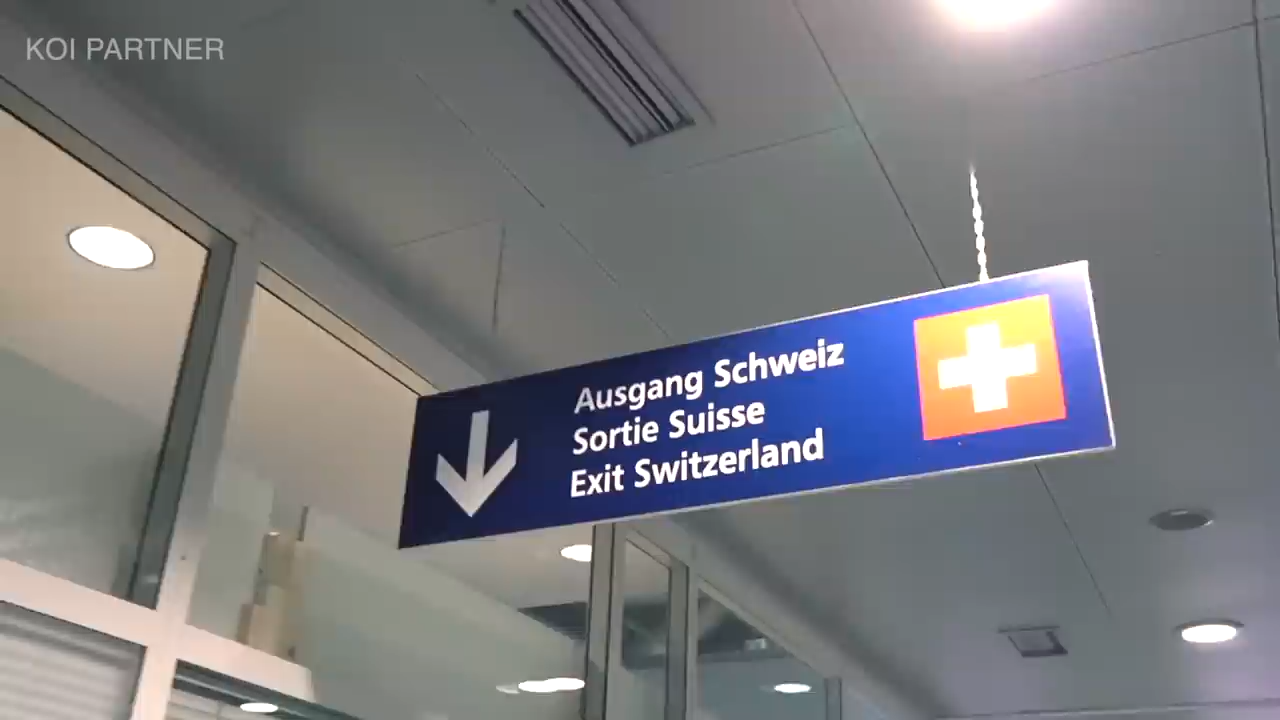 KOI PARTNER
Ausgang Schweiz
Sortie Suisse
Exit Switzerland